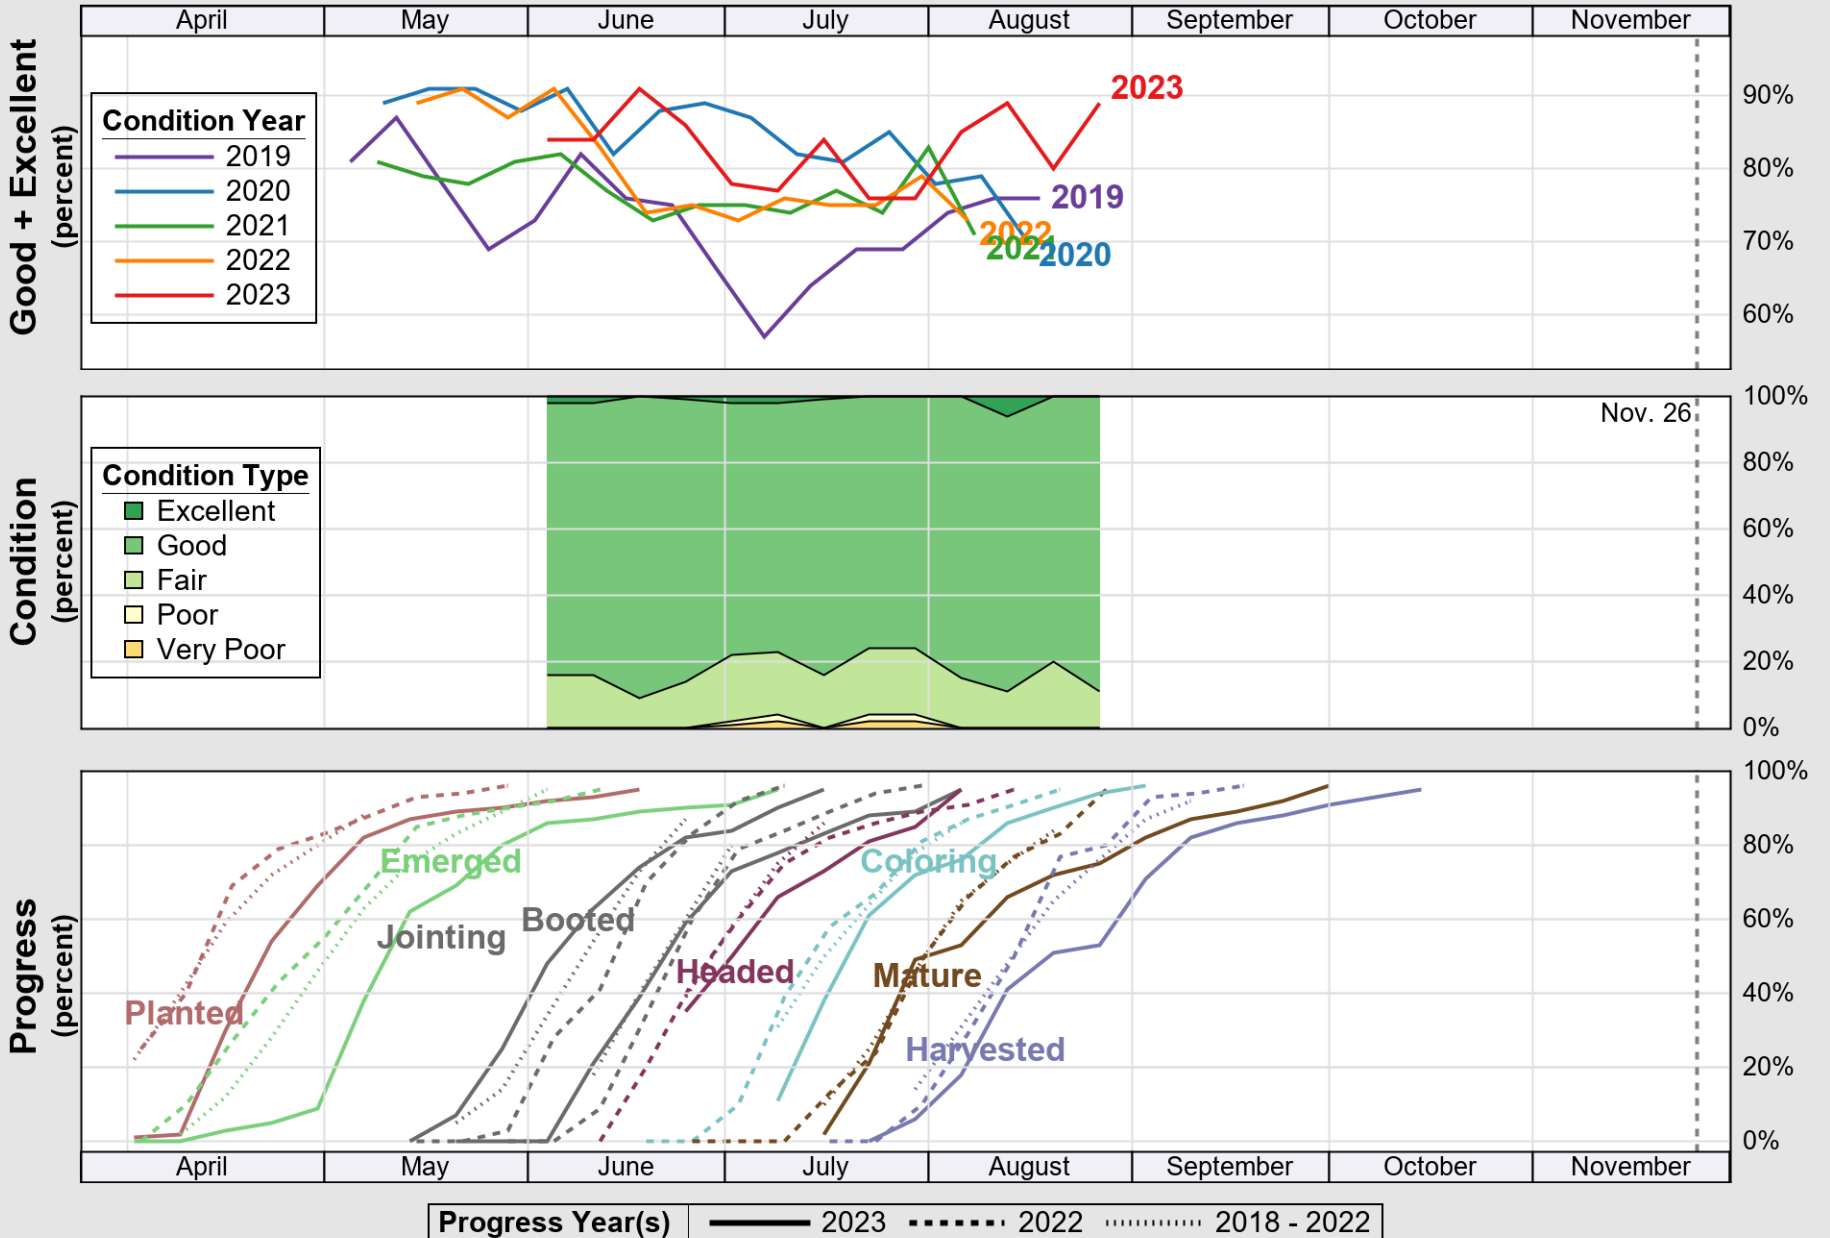 April May June July August September October November
Good + Excellent
(percent)
Condition Year
2019
2020
2021
2022
2023
2023
2019
2022
2021
2020
90%
80%
70%
60%
Condition
(percent)
Condition Type
Excellent
Good
Fair
Poor
Very Poor
Nov. 26
100%
80%
60%
40%
20%
0%
Progress
(percent)
Planted
Emerged
Jointing
Booted
Headed
Coloring
Mature
Harvested
100%
80%
60%
40%
20%
0%
April May June July August September October November
Progress Year(s) 2023 2022 2018 - 2022